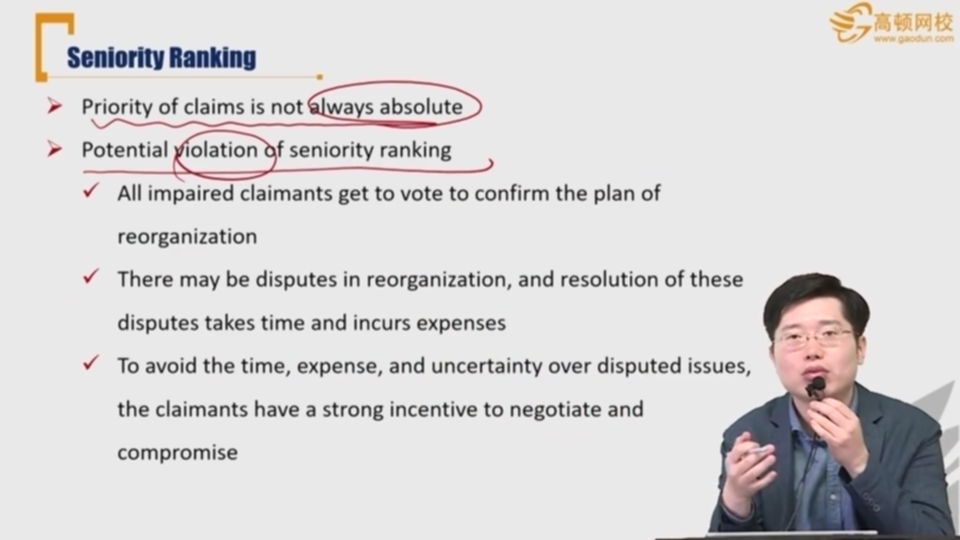 高顿网校
www.gaodun.com
Seniority Ranking
Priority of claims is not always absolute
Potential violation of seniority ranking
All impaired claimants get to vote to confirm the plan of
reorganization
There may be disputes in reorganization, and resolution of these
disputes takes time and incurs expenses
To avoid the time, expense, and uncertainty over disputed issues,
the claimants have a strong incentive to negotiate and
compromise